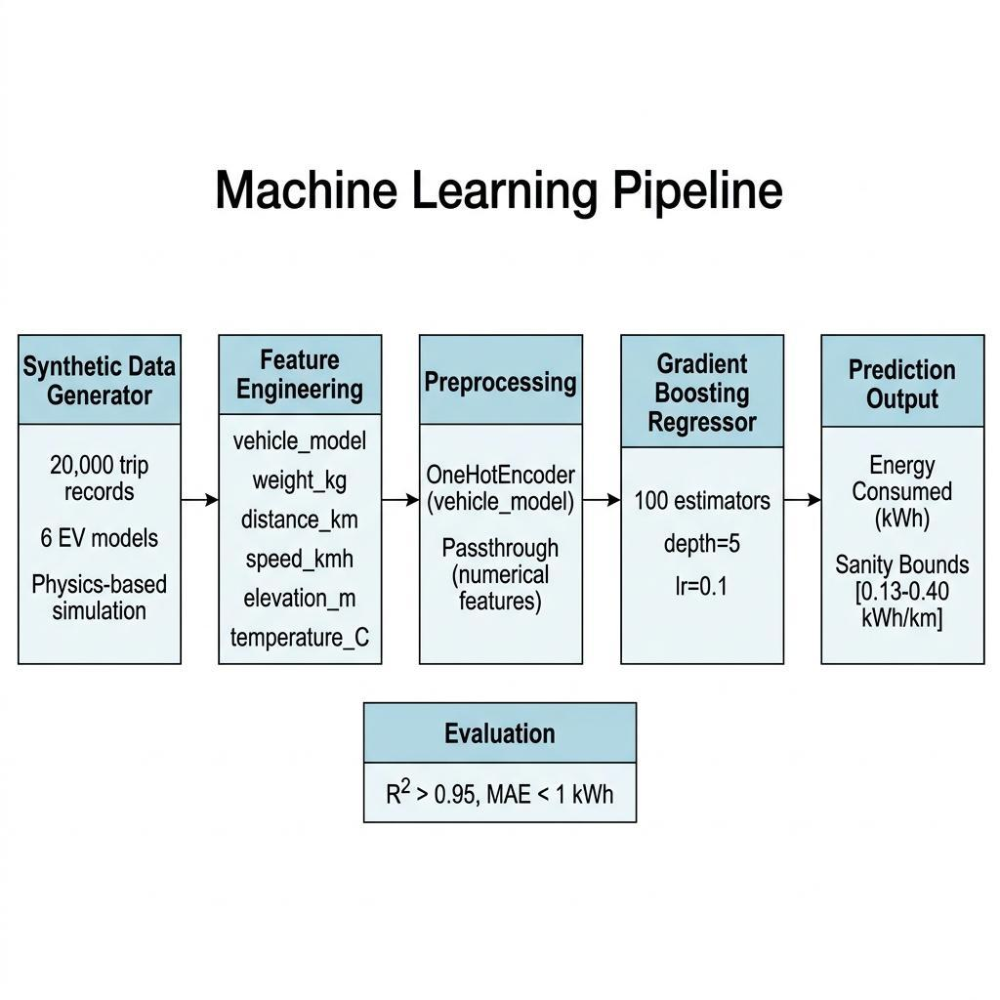 Machine Learning Pipeline
Synthetic Data
Generator
20,000 trip
records
6 EV models
Physics-based
simulation
Feature
Engineering
vehicle_model
weight_kg
distance_km
speed_kmh
elevation_m
temperature_C
Preprocessing
OneHotEncoder
(vehicle_model)
Passthrough
(numerical
features)
Gradient
Boosting
Regressor
100 estimators
depth=5
lr=0.1
Prediction
Output
Energy
Consumed
(kWh)
Sanity Bounds
[0.13-0.40
kWh/km]
Evaluation
R² > 0.95, MAE < 1 kWh